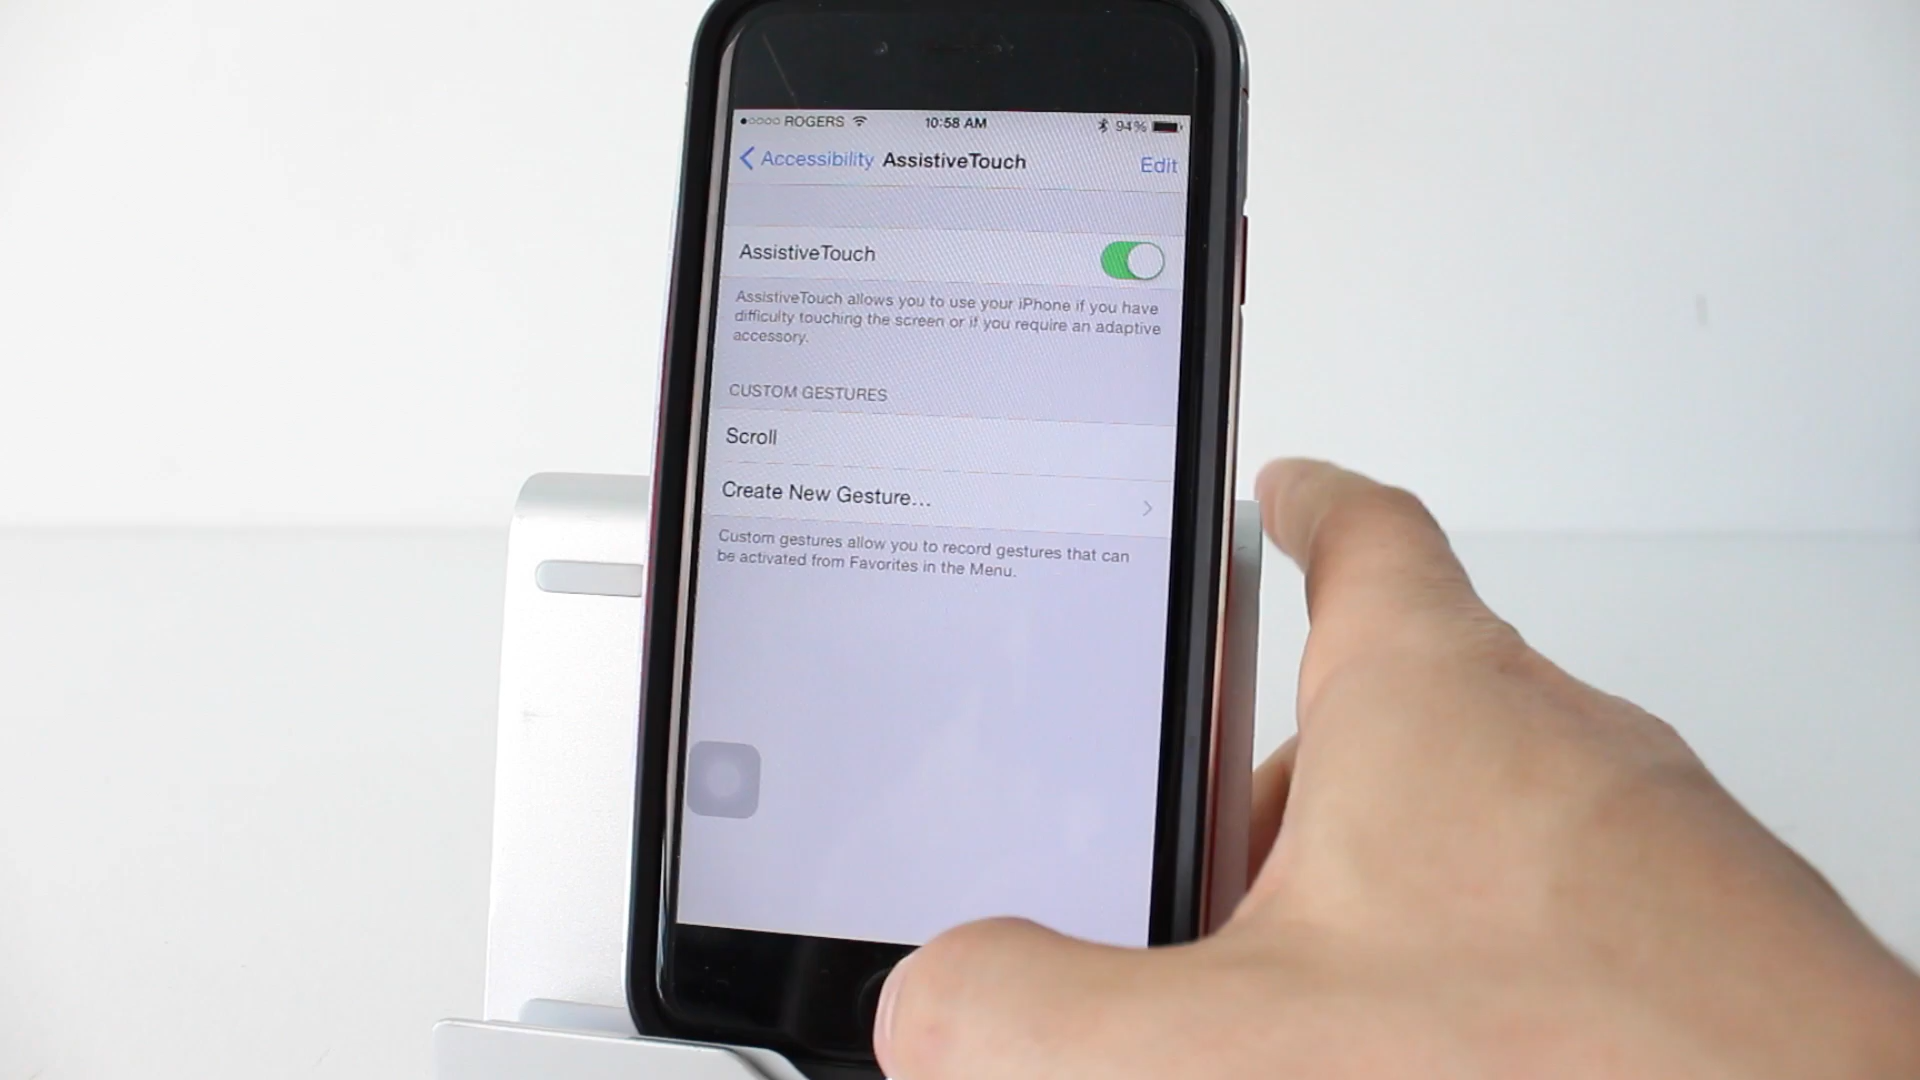 ROGERS 10:58 AM 94%
Accessibility AssistiveTouch Edit
AssistiveTouch
AssistiveTouch allows you to use your iPhone if you have
difficulty touching the screen or if you require an adaptive
accessory.
CUSTOM GESTURES
Scroll
Create New Gesture...
Custom gestures allow you to record gestures that can
be activated from Favorites in the Menu.